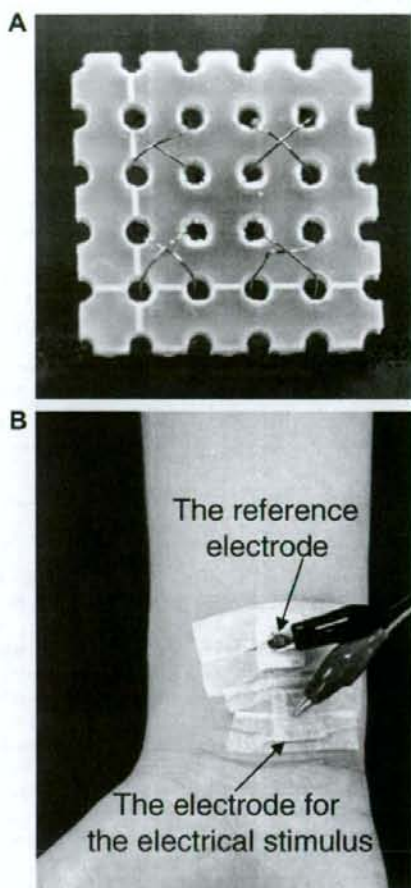 A
B
The reference
electrode
The electrode for
the electrical stimulus